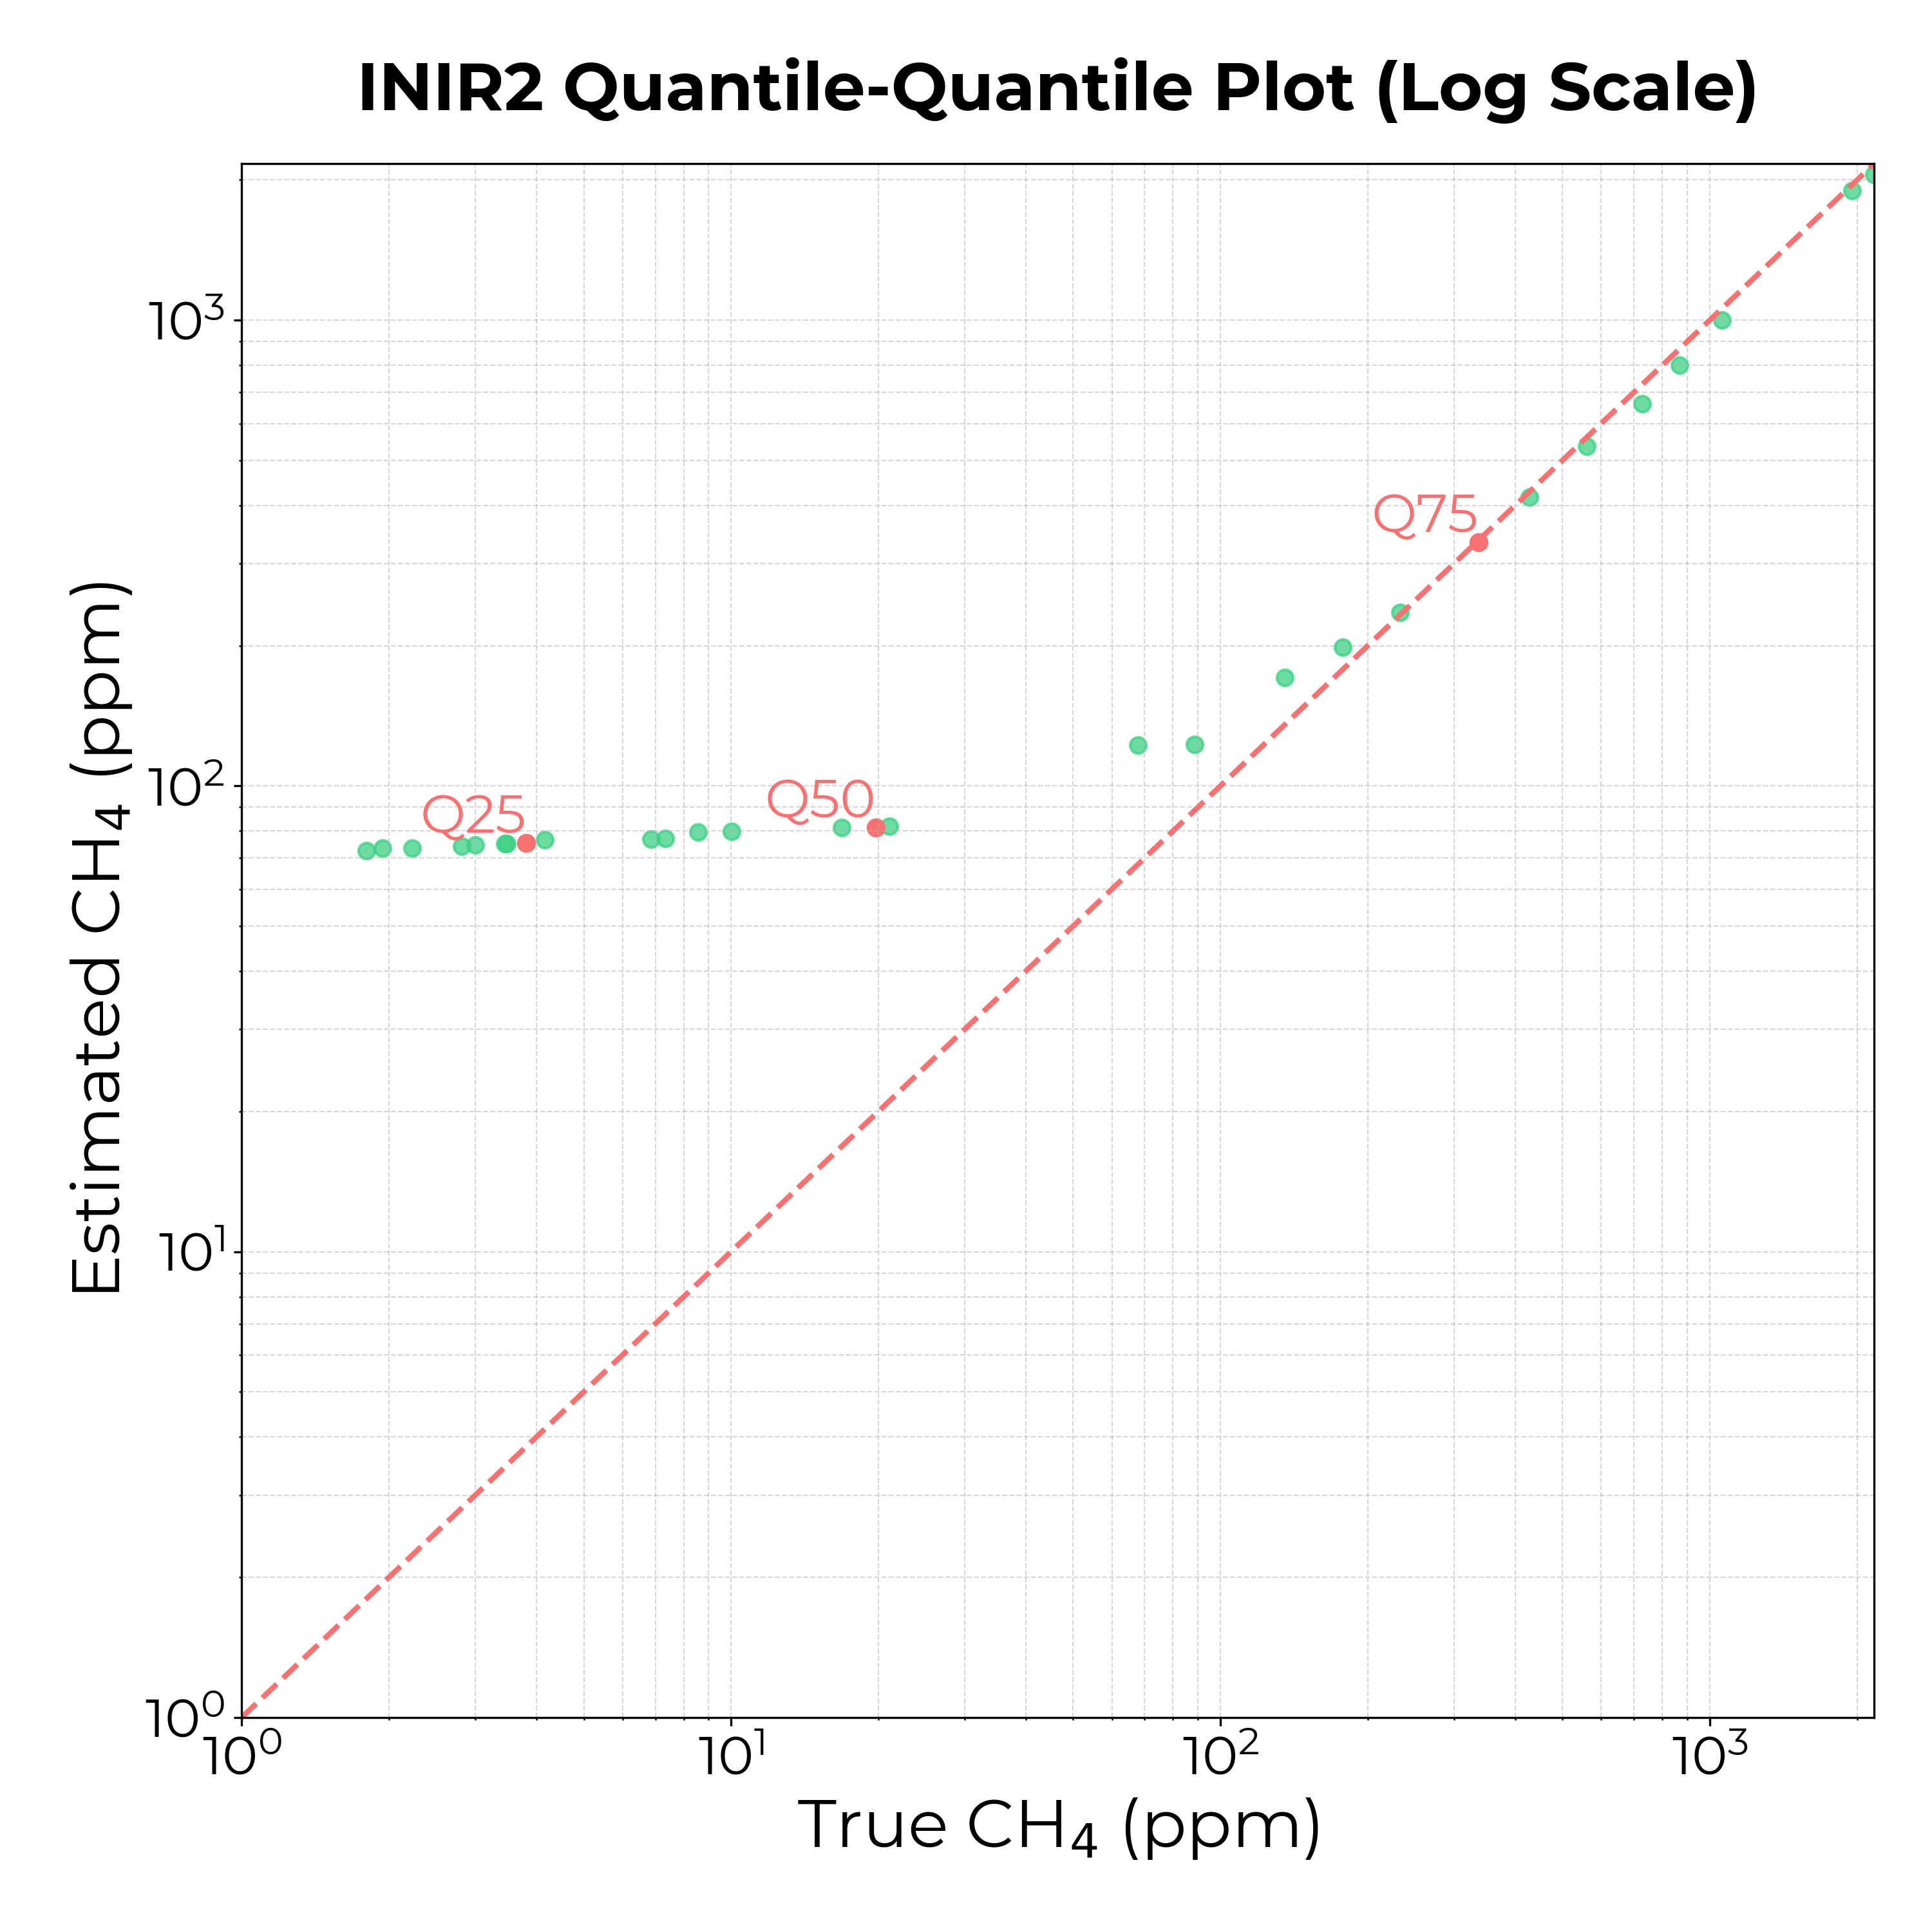 INIR2 Quantile-Quantile Plot (Log Scale)
10³
Q75
10²
Q50
Q25
10¹
10⁰
Estimated CH₄ (ppm)
10⁰ 10¹ 10² 10³
True CH₄ (ppm)